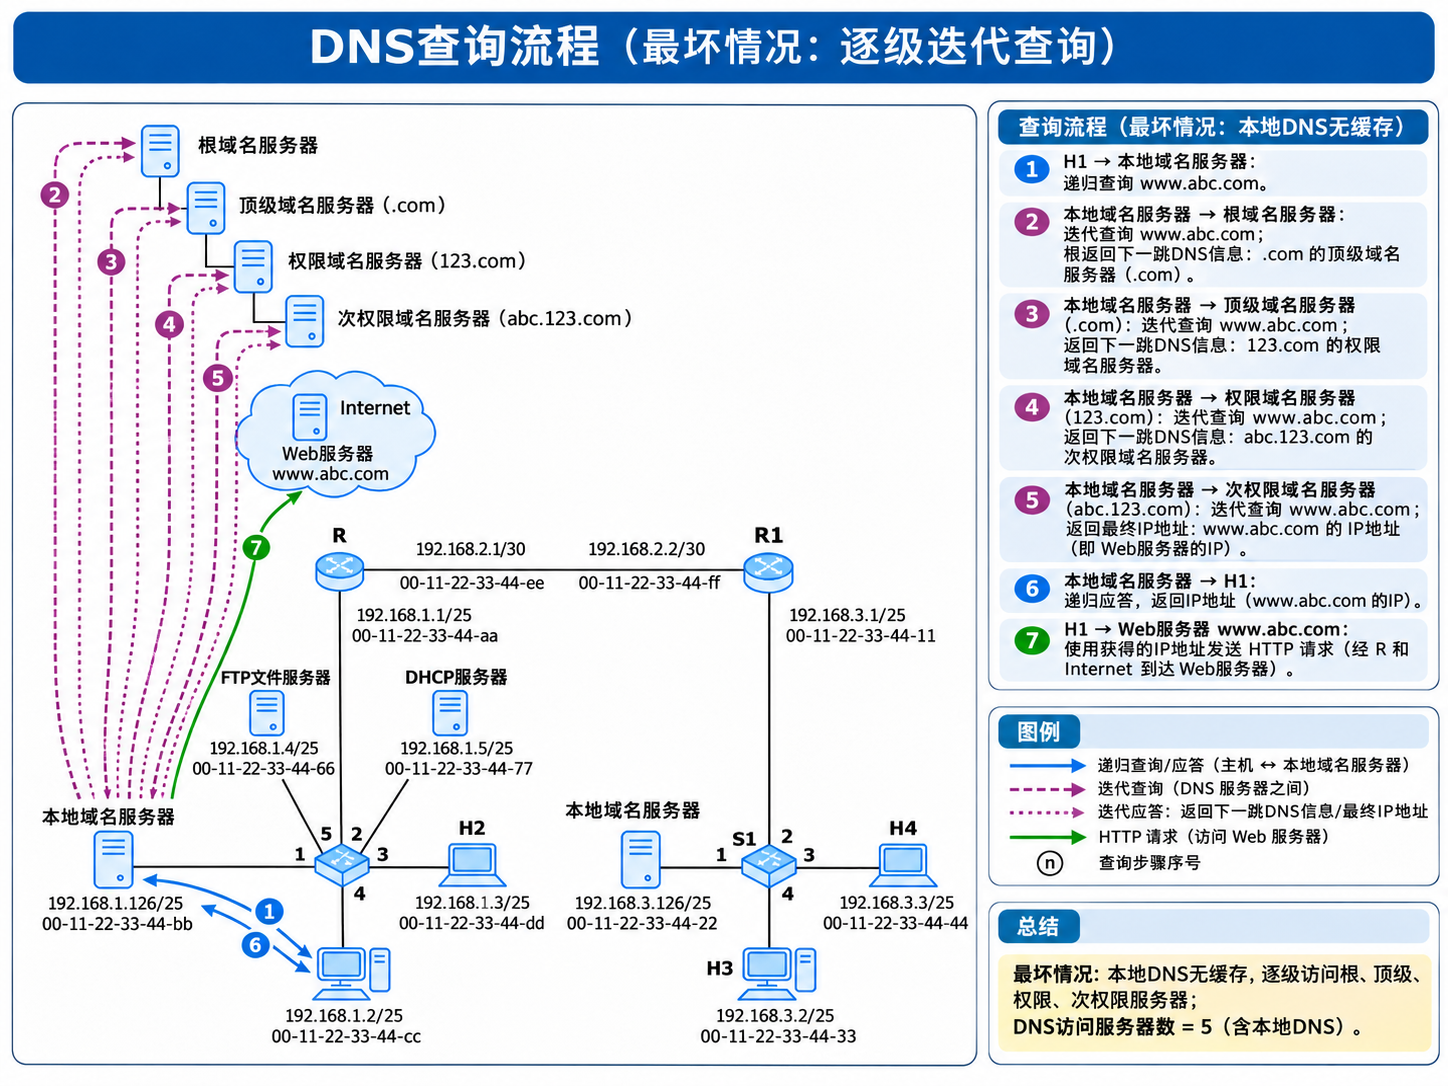 DNS查询流程（最坏情况：逐级迭代查询）
根域名服务器
顶级域名服务器（.com）
权限域名服务器（123.com）
次权限域名服务器（abc.123.com）
2
3
4
5
Internet
Web服务器
www.abc.com
7
R
192.168.2.1/30
00-11-22-33-44-ee
192.168.2.2/30
00-11-22-33-44-ff
R1
192.168.1.1/25
00-11-22-33-44-aa
192.168.3.1/25
00-11-22-33-44-11
FTP文件服务器
192.168.1.4/25
00-11-22-33-44-66
DHCP服务器
192.168.1.5/25
00-11-22-33-44-77
本地域名服务器
192.168.1.126/25
00-11-22-33-44-bb
5
2
1
3
4
H2
192.168.1.3/25
00-11-22-33-44-dd
1
6
192.168.1.2/25
00-11-22-33-44-cc
本地域名服务器
192.168.3.126/25
00-11-22-33-44-22
S1
2
1
3
4
H4
192.168.3.3/25
00-11-22-33-44-44
H3
192.168.3.2/25
00-11-22-33-44-33
查询流程（最坏情况：本地DNS无缓存）
1
H1 → 本地域名服务器：
递归查询 www.abc.com。
2
本地域名服务器 → 根域名服务器：
迭代查询 www.abc.com；
根返回下一跳DNS信息：.com 的顶级域名
服务器（.com）。
3
本地域名服务器 → 顶级域名服务器
（.com）：迭代查询 www.abc.com；
返回下一跳DNS信息：123.com 的权限
域名服务器。
4
本地域名服务器 → 权限域名服务器
（123.com）：迭代查询 www.abc.com；
返回下一跳DNS信息：abc.123.com 的
次权限域名服务器。
5
本地域名服务器 → 次权限域名服务器
（abc.123.com）：迭代查询 www.abc.com；
返回最终IP地址：www.abc.com 的 IP地址
（即 Web服务器的IP）。
6
本地域名服务器 → H1：
递归应答，返回IP地址（www.abc.com 的IP）。
7
H1 → Web服务器 www.abc.com：
使用获得的IP地址发送 HTTP 请求（经 R 和
Internet 到达 Web服务器）。
图例
递归查询/应答（主机 ↔ 本地域名服务器）
迭代查询（DNS 服务器之间）
迭代应答：返回下一跳DNS信息/最终IP地址
HTTP 请求（访问 Web 服务器）
n 查询步骤序号
总结
最坏情况: 本地DNS无缓存, 逐级访问根、顶级、
权限、次权限服务器；
DNS访问服务器数 = 5（含本地DNS）。